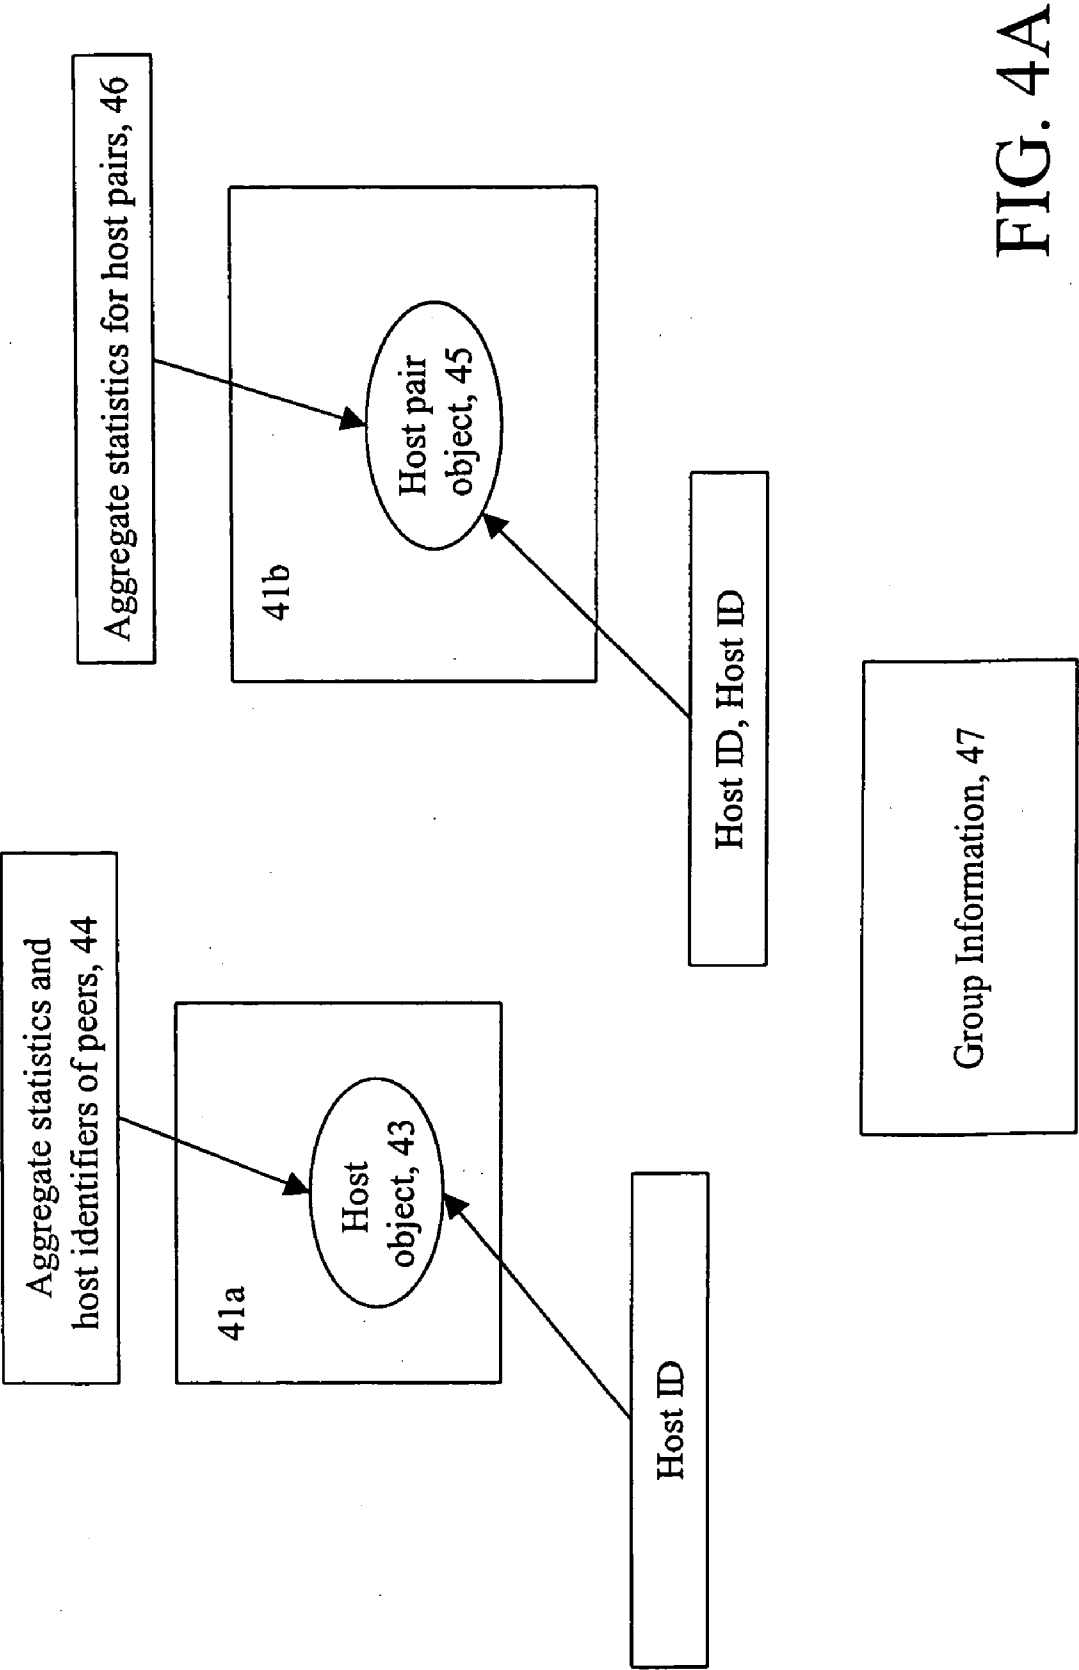 Aggregate statistics and
host identifiers of peers, 44
41a
Host
object, 43
Host ID
Aggregate statistics for host pairs, 46
41b
Host pair
object, 45
Host ID, Host ID
Group Information, 47
FIG. 4A